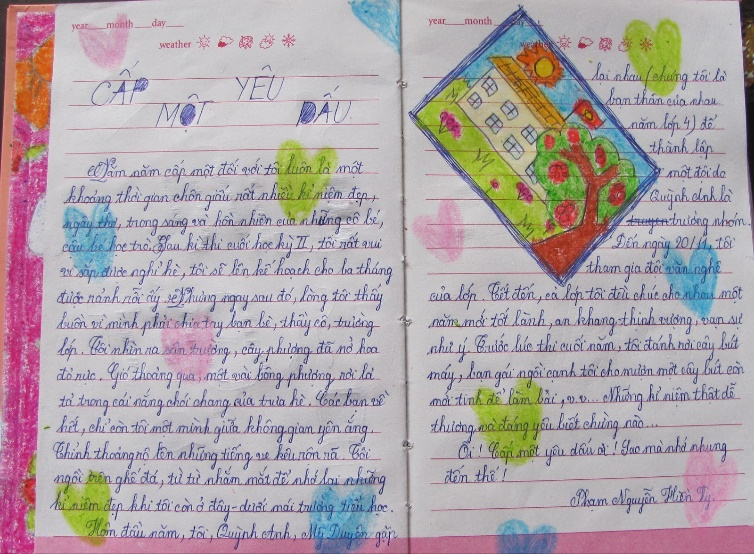 year month day
weather
CẤP YÊU
MỘT DẤU
Năm năm cấp một đối với tôi luôn là một
khoảng thời gian chôn giấu rất nhiều kỉ niệm đẹp,
ngây thơ, trong sáng và hồn nhiên của những cô bé,
cậu bé học trò. Sau kì thi cuối học kỳ II, tôi rất vui
vì sắp được nghỉ hè, tôi sẽ lên kế hoạch cho ba tháng
được rảnh rỗi ấy. Nhưng ngay sau đó, lòng tôi thấy
buồn vì mình phải chia tay bạn bè, thầy cô, trường
lớp. Tôi nhìn ra sân trường, cây phượng đã nở hoa
đỏ rực. Gió thoảng qua, một vài bông phượng rơi lả
tả trong cái nắng chói chang của trưa hè. Các bạn về
hết, chỉ còn tôi một mình giữa không gian yên ắng.
Thỉnh thoảng rộ lên những tiếng ve kêu rôn rã. Tôi
ngồi trên ghế đá, từ từ nhắm mắt để nhớ lại những
kỉ niệm đẹp khi tôi còn ở đây-dưới mái trường tiểu học.
Hôm đầu năm, tôi, Quỳnh Anh, Mỹ Duyên gặp
year month
weather
lại nhau (chúng tôi là
bạn thân của nhau
năm lớp 4) để
thành lập
một đội do
Quỳnh Anh là
trưởng nhóm.
Đến ngày 20/11, tôi
tham gia đội văn nghệ
của lớp. Tết đến, cả lớp tôi đều chúc cho nhau một
năm mới tốt lành, an khang thịnh vượng, vạn sự
như ý. Trước lúc thi cuối năm, tôi đánh rơi cây bút
máy, bạn gái ngồi cạnh tôi cho mượn một cây bút còn
mới tinh để làm bài, v.v... Những kỉ niệm thật dễ
thương và đáng yêu biết chừng nào...
Ôi! Cấp một yêu dấu ơi! Sao mà nhớ nhung
đến thế!
Phạm Nguyễn Hiền Ty.